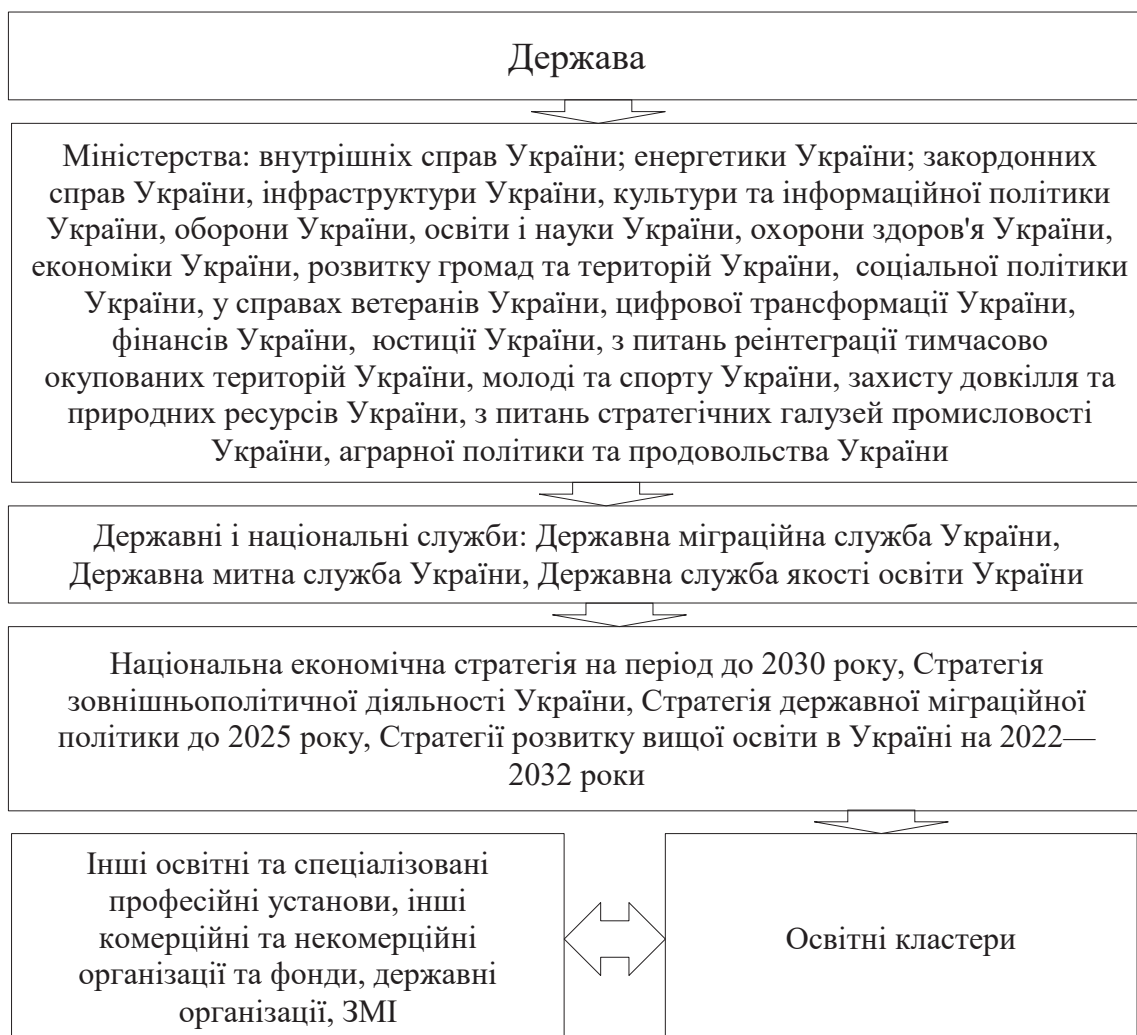 Держава
Міністерства: внутрішніх справ України; енергетики України; закордонних
справ України, інфраструктури України, культури та інформаційної політики
України, оборони України, освіти і науки України, охорони здоров'я України,
економіки України, розвитку громад та територій України, соціальної політики
України, у справах ветеранів України, цифрової трансформації України,
фінансів України, юстиції України, з питань реінтеграції тимчасово
окупованих територій України, молоді та спорту України, захисту довкілля та
природних ресурсів України, з питань стратегічних галузей промисловості
України, аграрної політики та продовольства України
Державні і національні служби: Державна міграційна служба України,
Державна митна служба України, Державна служба якості освіти України
Національна економічна стратегія на період до 2030 року, Стратегія
зовнішньополітичної діяльності України, Стратегія державної міграційної
політики до 2025 року, Стратегії розвитку вищої освіти в Україні на 2022—
2032 роки
Інші освітні та спеціалізовані
професійні установи, інші
комерційні та некомерційні
організації та фонди, державні
організації, ЗМІ
Освітні кластери